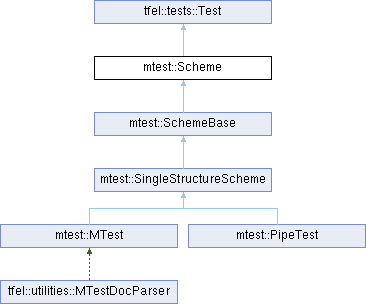 tfel::tests::Test
mtest::Scheme
mtest::SchemeBase
mtest::SingleStructureScheme
mtest::MTest
mtest::PipeTest
tfel::utilities::MTestDocParser